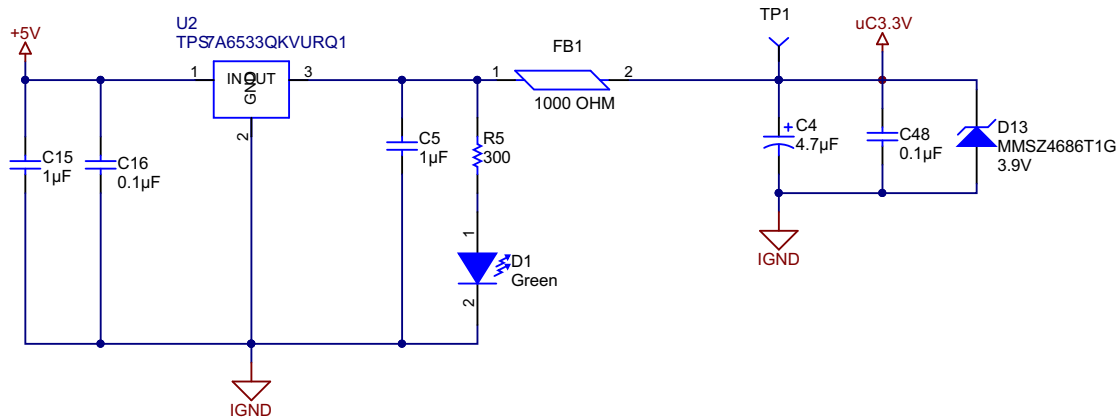 +5V
U2
TPS7A6533QKVURQ1
1
IN
OUT
GND
3
2
C15
1µF
C16
0.1µF
C5
1µF
R5
300
1
D1
Green
2
IGND
FB1
1
2
1000 OHM
TP1
uC3.3V
+
C4
4.7µF
C48
0.1µF
D13
MMSZ4686T1G
3.9V
IGND